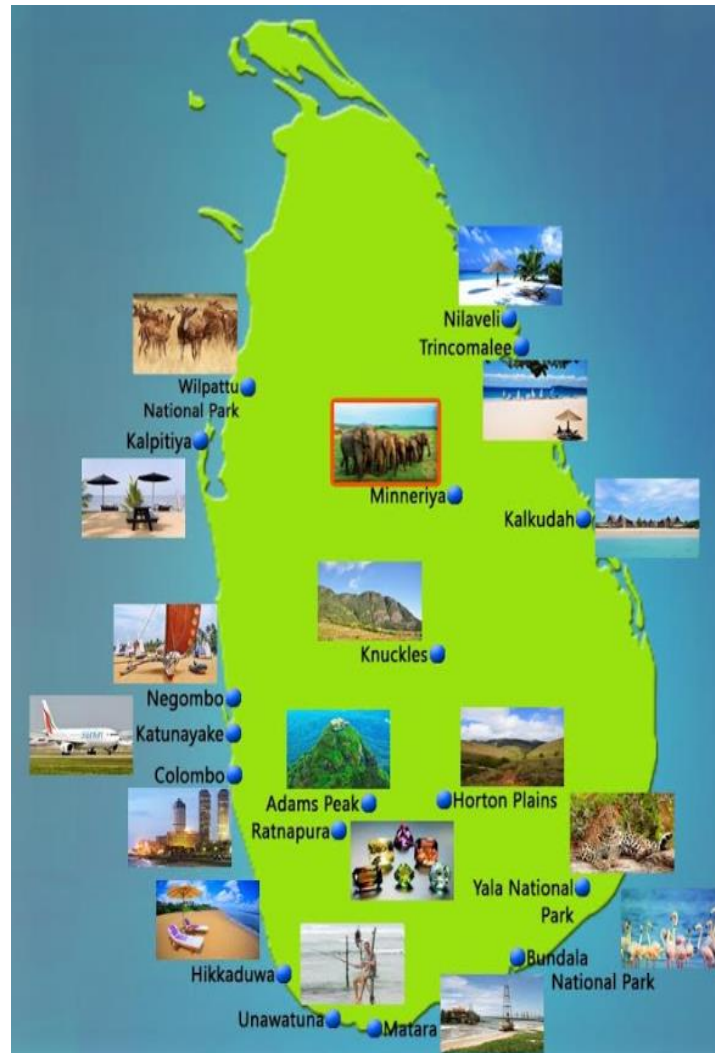 Nilaveli
Trincomalee
Wilpattu
National Park
Kalpitiya
Minneriya
Kalkudah
Knuckles
Negombo
Katunayake
Colombo
Adams Peak
Horton Plains
Ratnapura
Yala National
Park
Bundala
National Park
Hikkaduwa
Unawatuna
Matara